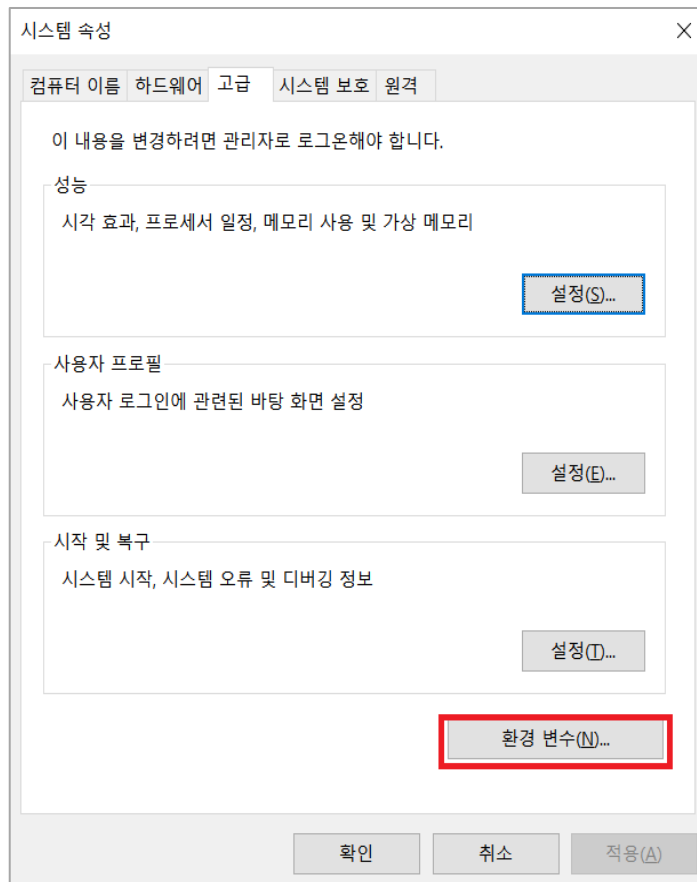 시스템 속성
컴퓨터 이름 하드웨어 고급 시스템 보호 원격
이 내용을 변경하려면 관리자로 로그온해야 합니다.
성능
시각 효과, 프로세서 일정, 메모리 사용 및 가상 메모리
설정(S)...
사용자 프로필
사용자 로그인에 관련된 바탕 화면 설정
설정(E)...
시작 및 복구
시스템 시작, 시스템 오류 및 디버깅 정보
설정(T)...
환경 변수(N)...
확인 취소 적용(A)